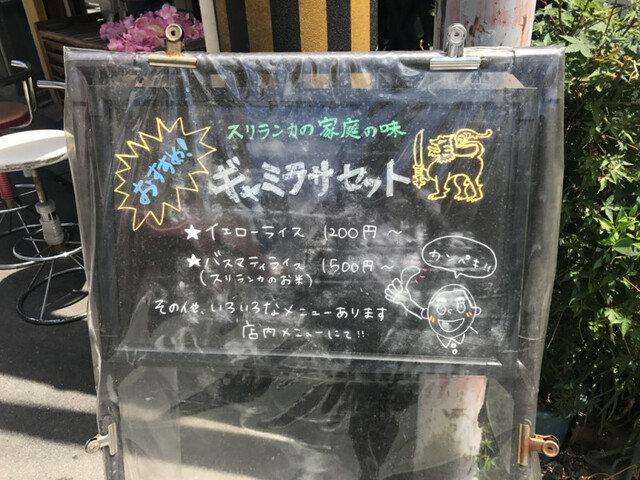 スリランカの家庭の味
おすすめ!
ギャミラサセット
★イエローライス 1200円〜
★バスマティライス 1500円〜
(スリランカのお米)
カンペキ!!
その他、いろいろなメニューあります
店内メニューにて!!